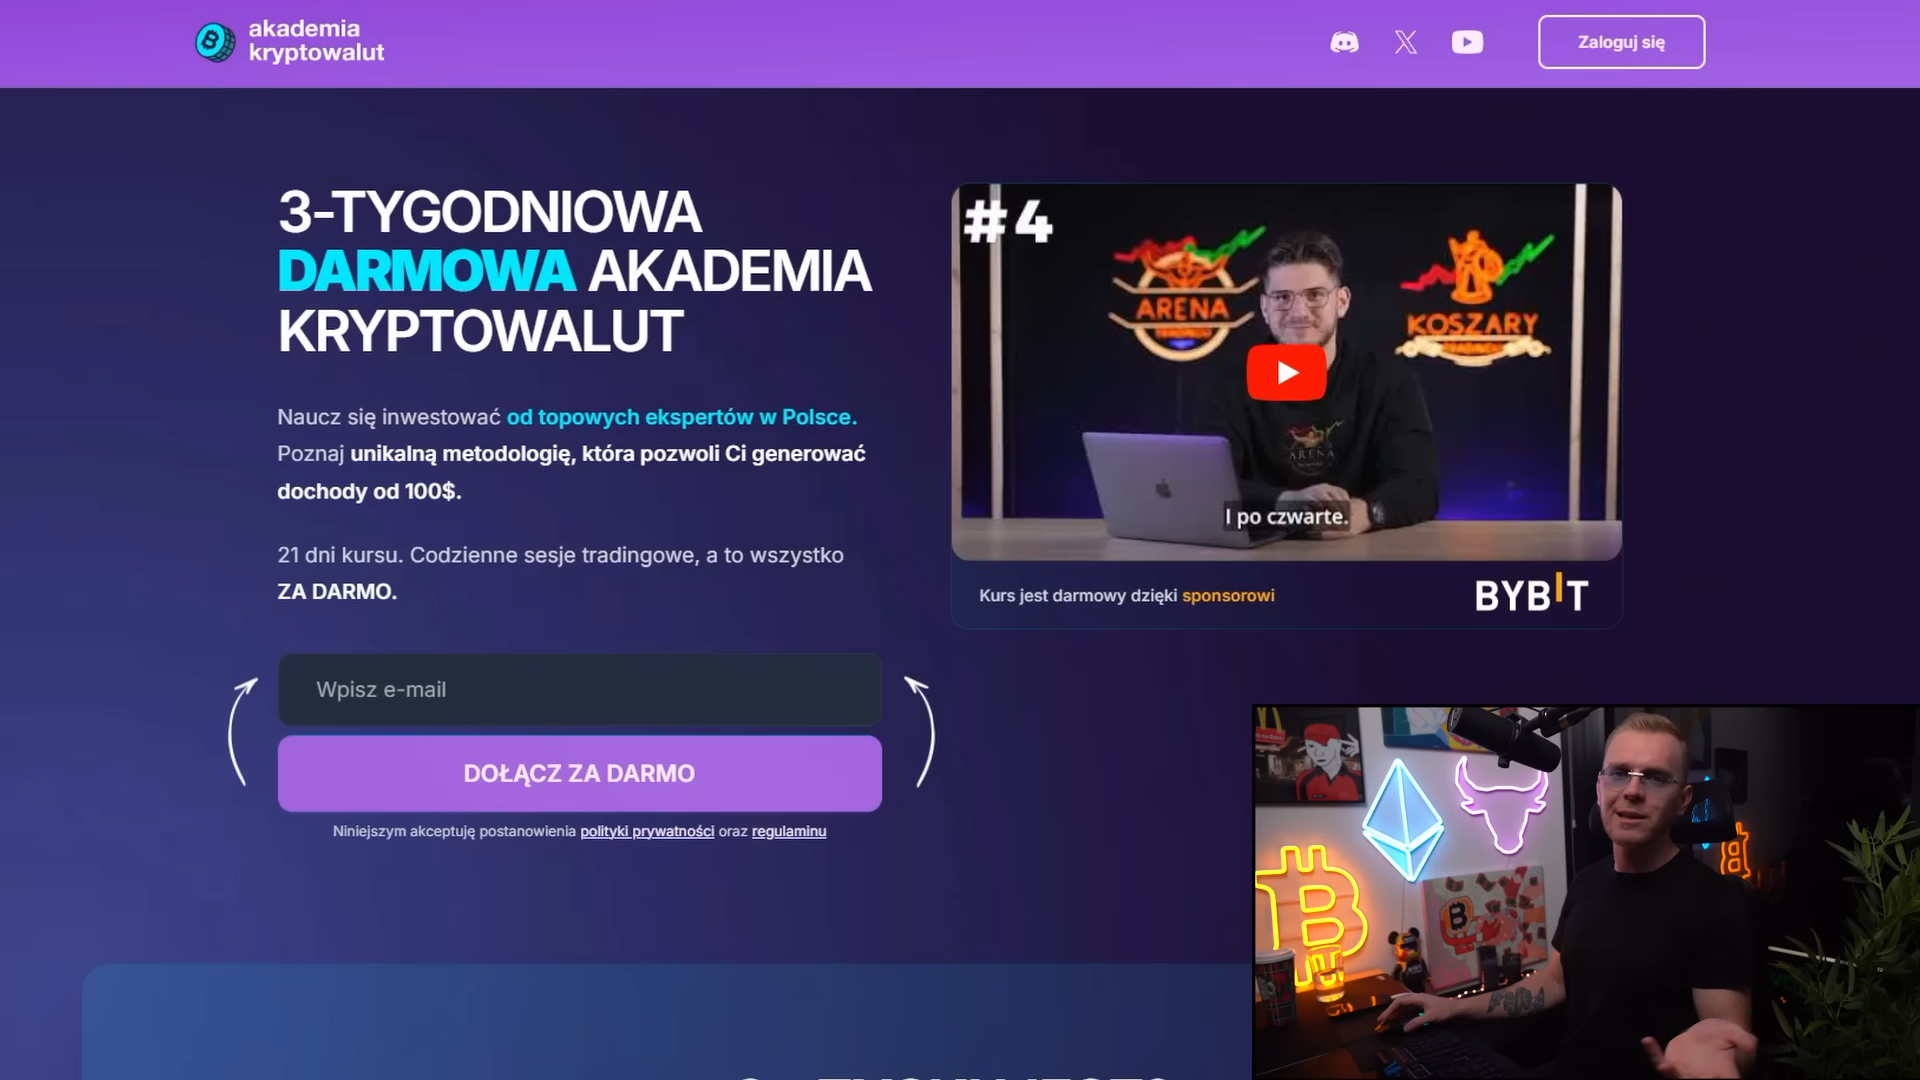 akademia
kryptowalut
Zaloguj się
3-TYGODNIOWA
DARMOWA AKADEMIA
KRYPTOWALUT
Naucz się inwestować od topowych ekspertów w Polsce.
Poznaj unikalną metodologię, która pozwoli Ci generować
dochody od 100$.
21 dni kursu. Codzienne sesje tradingowe, a to wszystko
ZA DARMO.
Wpisz e-mail
DOŁĄCZ ZA DARMO
Niniejszym akceptuję postanowienia polityki prywatności oraz regulaminu
#4
ARENA
KOSZARY
ARENA
I po czwarte.
Kurs jest darmowy dzięki sponsorowi
BYBIT